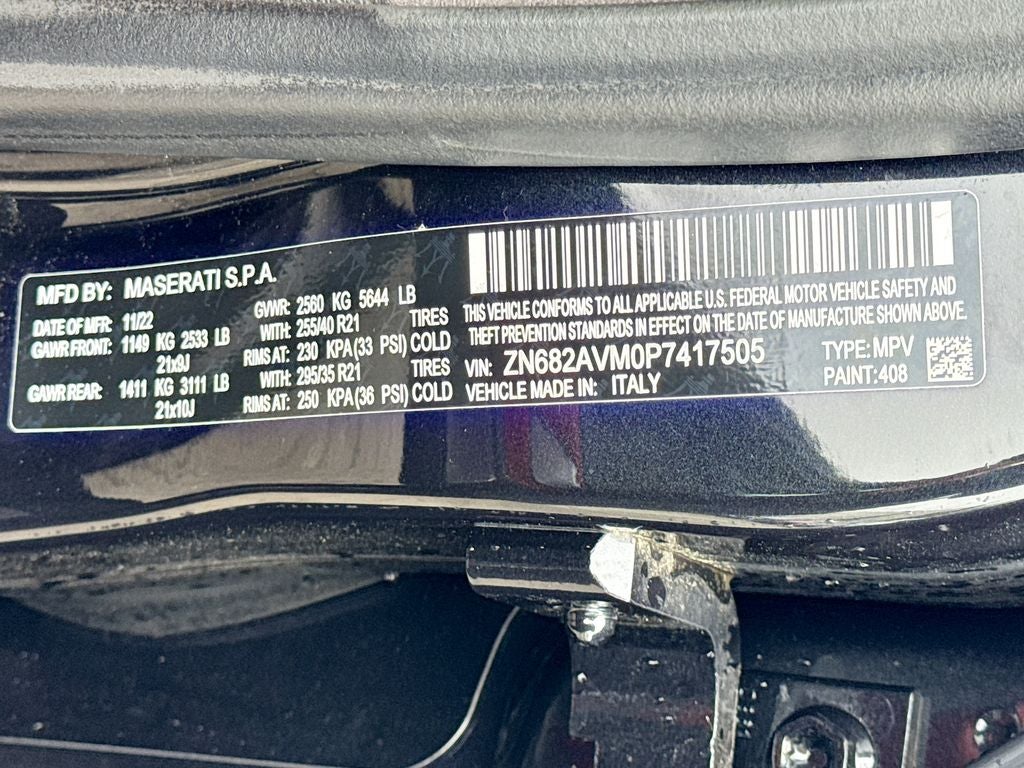 MFD BY: MASERATI S.P.A.
DATE OF MFR: 11/22 GVWR: 2560 KG 5644 LB
GAWR FRONT: 1149 KG 2533 LB WITH: 255/40 R21 TIRES
21x9J RIMS AT: 230 KPA(33 PSI) COLD
GAWR REAR: 1411 KG 3111 LB WITH: 295/35 R21 TIRES
21x10J RIMS AT: 250 KPA(36 PSI) COLD
THIS VEHICLE CONFORMS TO ALL APPLICABLE U.S. FEDERAL MOTOR VEHICLE SAFETY AND
THEFT PREVENTION STANDARDS IN EFFECT ON THE DATE OF MANUFACTURE SHOWN ABOVE.
VIN: ZN682AVM0P7417505 TYPE: MPV
VEHICLE MADE IN: ITALY PAINT: 408